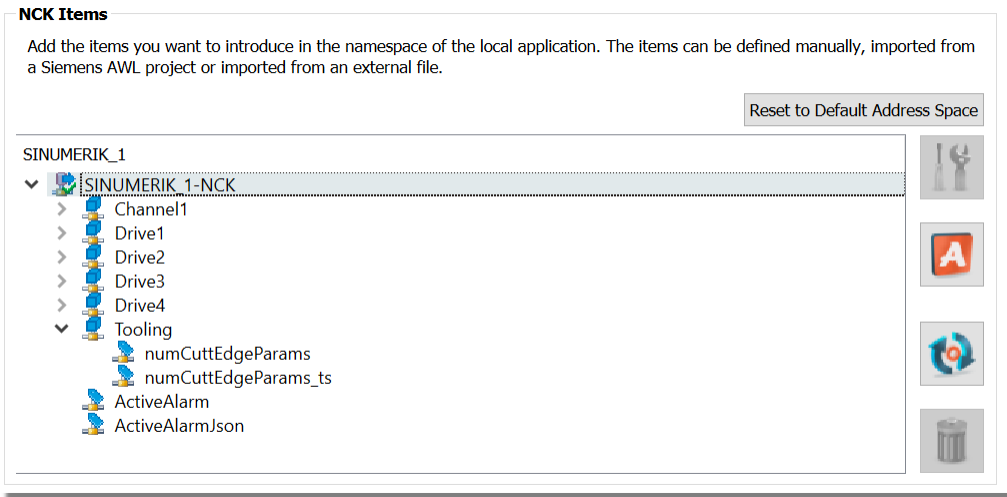 NCK Items
Add the items you want to introduce in the namespace of the local application. The items can be defined manually, imported from
a Siemens AWL project or imported from an external file.
Reset to Default Address Space
SINUMERIK_1
SINUMERIK_1-NCK
Channel1
Drive1
Drive2
Drive3
Drive4
Tooling
numCuttEdgeParams
numCuttEdgeParams_ts
ActiveAlarm
ActiveAlarmJson
A